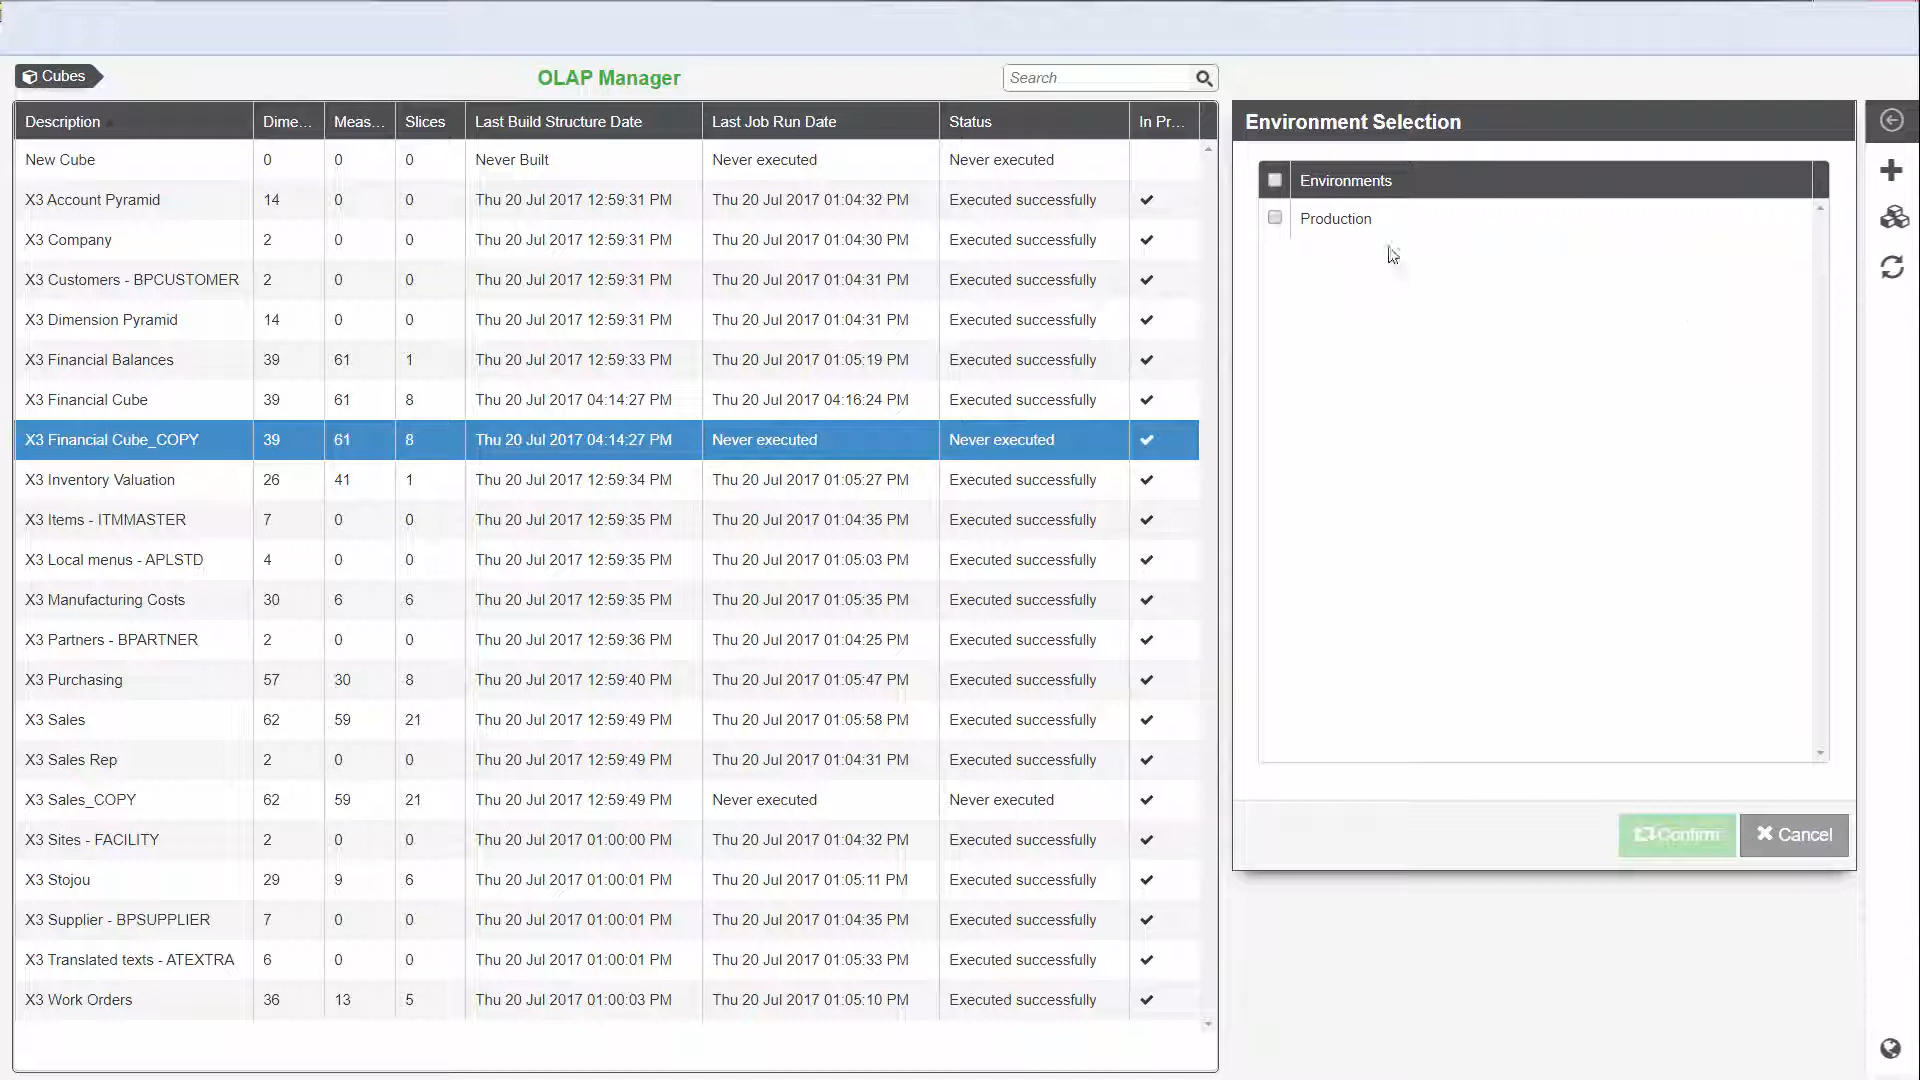 Cubes
OLAP Manager
Search
Description Dime... Meas... Slices Last Build Structure Date Last Job Run Date Status In Pr...
New Cube 0 0 0 Never Built Never executed Never executed
X3 Account Pyramid 14 0 0 Thu 20 Jul 2017 12:59:31 PM Thu 20 Jul 2017 01:04:32 PM Executed successfully
X3 Company 2 0 0 Thu 20 Jul 2017 12:59:31 PM Thu 20 Jul 2017 01:04:30 PM Executed successfully
X3 Customers - BPCUSTOMER 2 0 0 Thu 20 Jul 2017 12:59:31 PM Thu 20 Jul 2017 01:04:31 PM Executed successfully
X3 Dimension Pyramid 14 0 0 Thu 20 Jul 2017 12:59:31 PM Thu 20 Jul 2017 01:04:31 PM Executed successfully
X3 Financial Balances 39 61 1 Thu 20 Jul 2017 12:59:33 PM Thu 20 Jul 2017 01:05:19 PM Executed successfully
X3 Financial Cube 39 61 8 Thu 20 Jul 2017 04:14:27 PM Thu 20 Jul 2017 04:16:24 PM Executed successfully
X3 Financial Cube_COPY 39 61 8 Thu 20 Jul 2017 04:14:27 PM Never executed Never executed
X3 Inventory Valuation 26 41 1 Thu 20 Jul 2017 12:59:34 PM Thu 20 Jul 2017 01:05:27 PM Executed successfully
X3 Items - ITMMASTER 7 0 0 Thu 20 Jul 2017 12:59:35 PM Thu 20 Jul 2017 01:04:35 PM Executed successfully
X3 Local menus - APLSTD 4 0 0 Thu 20 Jul 2017 12:59:35 PM Thu 20 Jul 2017 01:05:03 PM Executed successfully
X3 Manufacturing Costs 30 6 6 Thu 20 Jul 2017 12:59:35 PM Thu 20 Jul 2017 01:05:35 PM Executed successfully
X3 Partners - BPARTNER 2 0 0 Thu 20 Jul 2017 12:59:36 PM Thu 20 Jul 2017 01:04:25 PM Executed successfully
X3 Purchasing 57 30 8 Thu 20 Jul 2017 12:59:40 PM Thu 20 Jul 2017 01:05:47 PM Executed successfully
X3 Sales 62 59 21 Thu 20 Jul 2017 12:59:49 PM Thu 20 Jul 2017 01:05:58 PM Executed successfully
X3 Sales Rep 2 0 0 Thu 20 Jul 2017 12:59:49 PM Thu 20 Jul 2017 01:04:31 PM Executed successfully
X3 Sales_COPY 62 59 21 Thu 20 Jul 2017 12:59:49 PM Never executed Never executed
X3 Sites - FACILITY 2 0 0 Thu 20 Jul 2017 01:00:00 PM Thu 20 Jul 2017 01:04:32 PM Executed successfully
X3 Stojou 29 9 6 Thu 20 Jul 2017 01:00:01 PM Thu 20 Jul 2017 01:05:11 PM Executed successfully
X3 Supplier - BPSUPPLIER 7 0 0 Thu 20 Jul 2017 01:00:01 PM Thu 20 Jul 2017 01:04:35 PM Executed successfully
X3 Translated texts - ATEXTRA 6 0 0 Thu 20 Jul 2017 01:00:01 PM Thu 20 Jul 2017 01:05:33 PM Executed successfully
X3 Work Orders 36 13 5 Thu 20 Jul 2017 01:00:03 PM Thu 20 Jul 2017 01:05:10 PM Executed successfully
Environment Selection
Environments
Production
Confirm Cancel